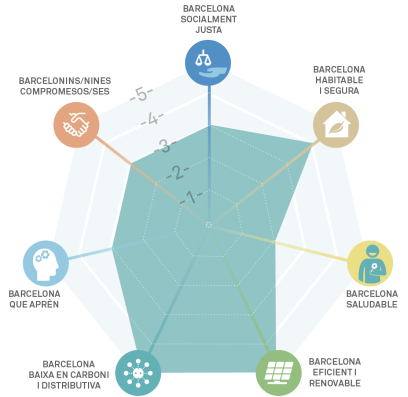 BARCELONA
SOCIALMENT
JUSTA
BARCELONINS/NINES
COMPROMESOS/SES
BARCELONA
HABITABLE
I SEGURA
-5-
-4-
-3-
-2-
-1-
BARCELONA
QUE APRÈN
BARCELONA
SALUDABLE
BARCELONA
BAIXA EN CARBONI
I DISTRIBUTIVA
BARCELONA
EFICIENT I
RENOVABLE